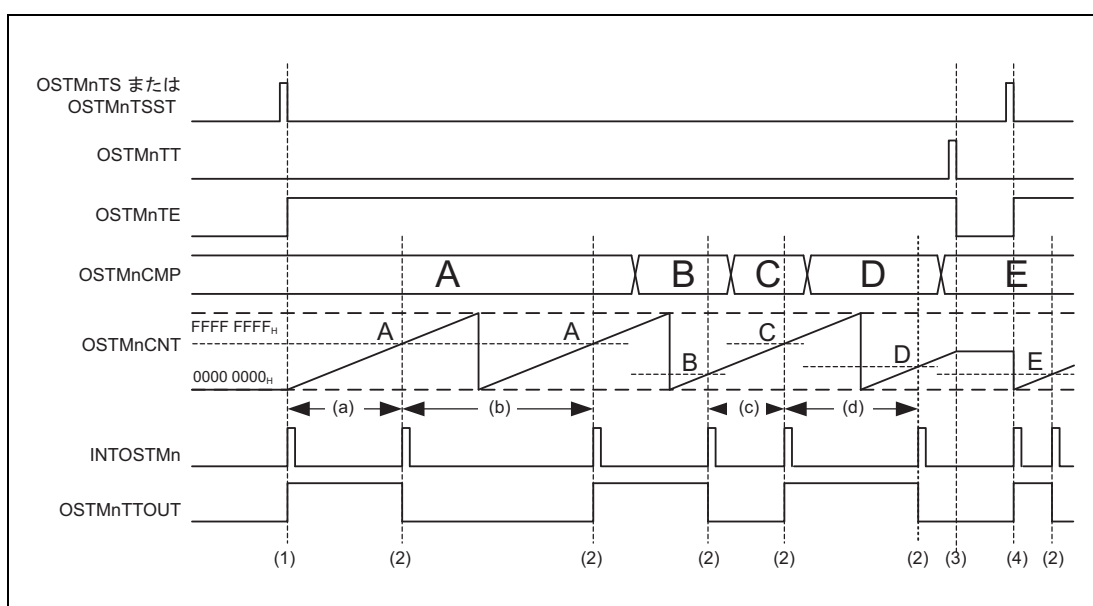 OSTMnTS または
OSTMnTSST
OSTMnTT
OSTMnTE
OSTMnCMP
A B C D E
FFFF FFFFH
OSTMnCNT
0000 0000H
A A B C D E
(a) (b) (c) (d)
INTOSTMn
OSTMnTTOUT
(1) (2) (2) (2) (2) (2) (3) (4) (2)